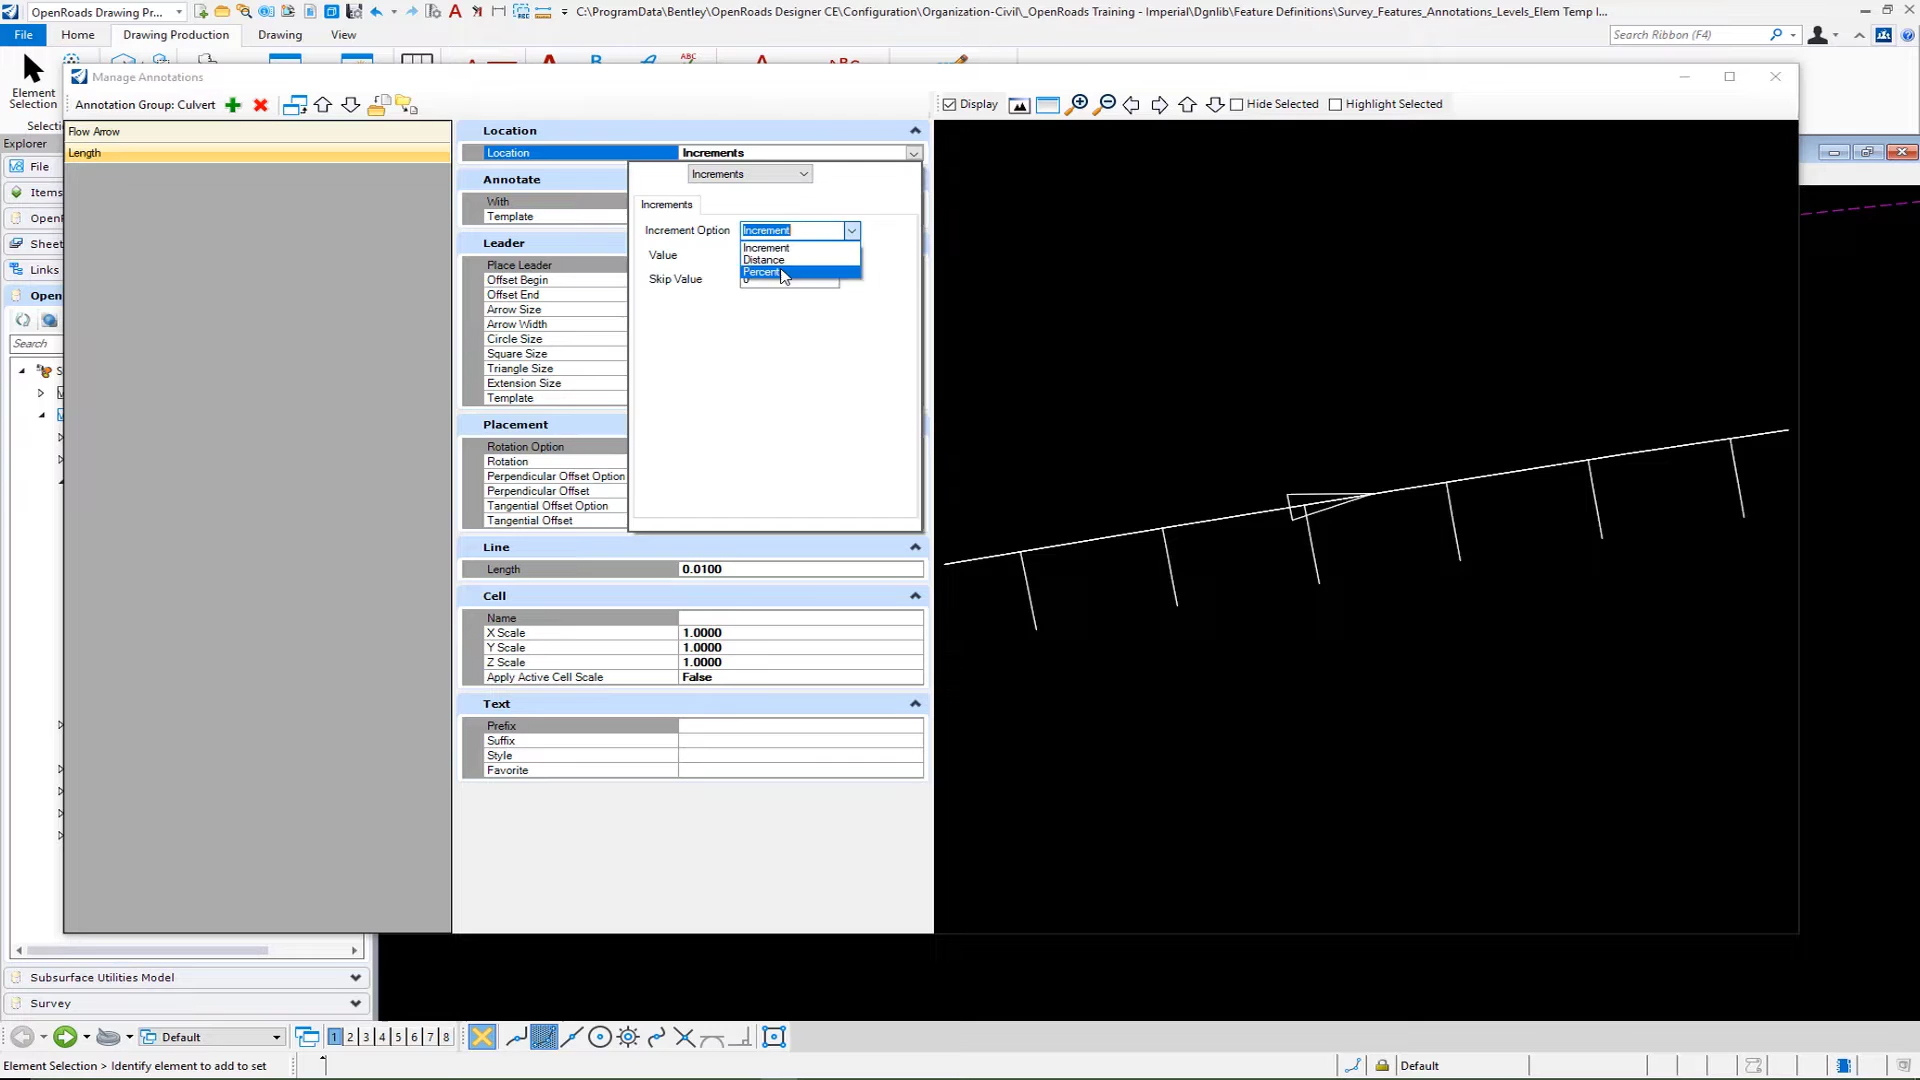 OpenRoads Drawing Pr...
C:\ProgramData\Bentley\OpenRoads Designer CE\Configuration\Organization-Civil\_OpenRoads Training - Imperial\Dgnlib\Feature Definitions\Survey_Features_Annotations_Levels_Elem Temp I...
File
Home
Drawing Production
Drawing
View
Search Ribbon (F4)
Element
Selection
Manage Annotations
Annotation Group: Culvert
Display
Hide Selected
Highlight Selected
Flow Arrow
Length
Explorer
File
Items
Sheet
Links
Open
Search
Location
Location
Increments
Increments
Increments
Increment Option
Increment
Increment
Distance
Percent
Value
Skip Value
0
Annotate
With
Template
Leader
Place Leader
Offset Begin
Offset End
Arrow Size
Arrow Width
Circle Size
Square Size
Triangle Size
Extension Size
Template
Placement
Rotation Option
Rotation
Perpendicular Offset Option
Perpendicular Offset
Tangential Offset Option
Tangential Offset
Line
Length 0.0100
Cell
Name
X Scale 1.0000
Y Scale 1.0000
Z Scale 1.0000
Apply Active Cell Scale False
Text
Prefix
Suffix
Style
Favorite
Subsurface Utilities Model
Survey
Default
1 2 3 4 5 6 7 8
Element Selection > Identify element to add to set
Default